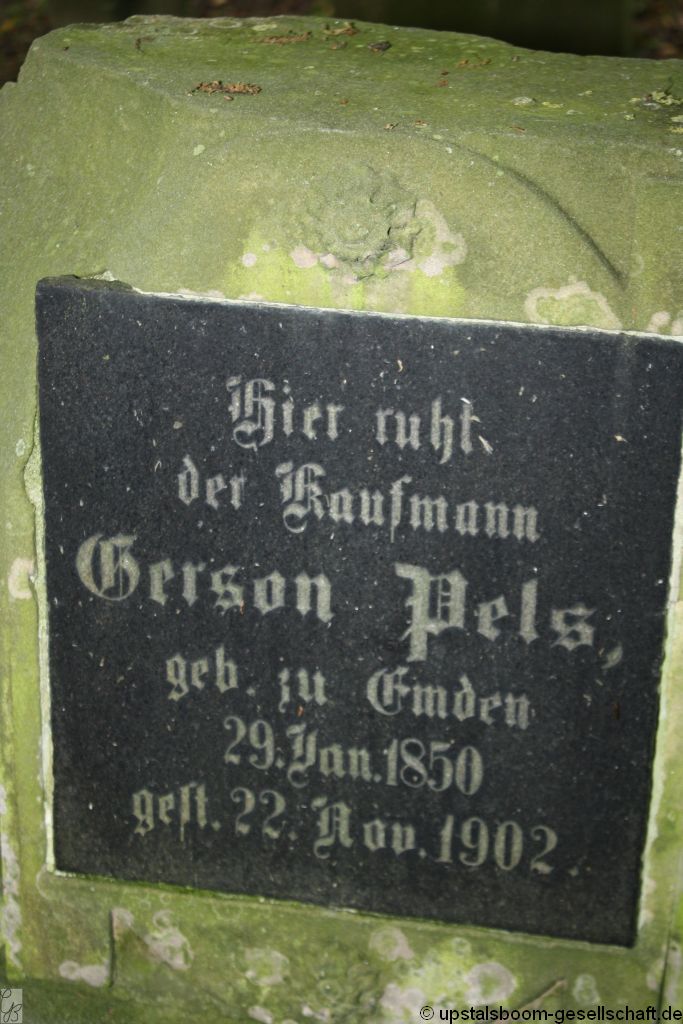 Hier ruht
der Kaufmann
Gerson Pels,
geb. zu Emden
29. Jan. 1850
gest. 22. Nov. 1902.
© upstalsboom-gesellschaft.de